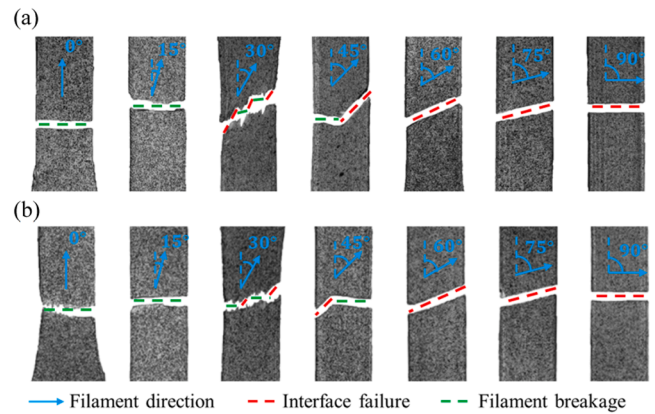 (a)
0° 15° 30° 45° 60° 75° 90°
(b)
0° 15° 30° 45° 60° 75° 90°
Filament direction Interface failure Filament breakage